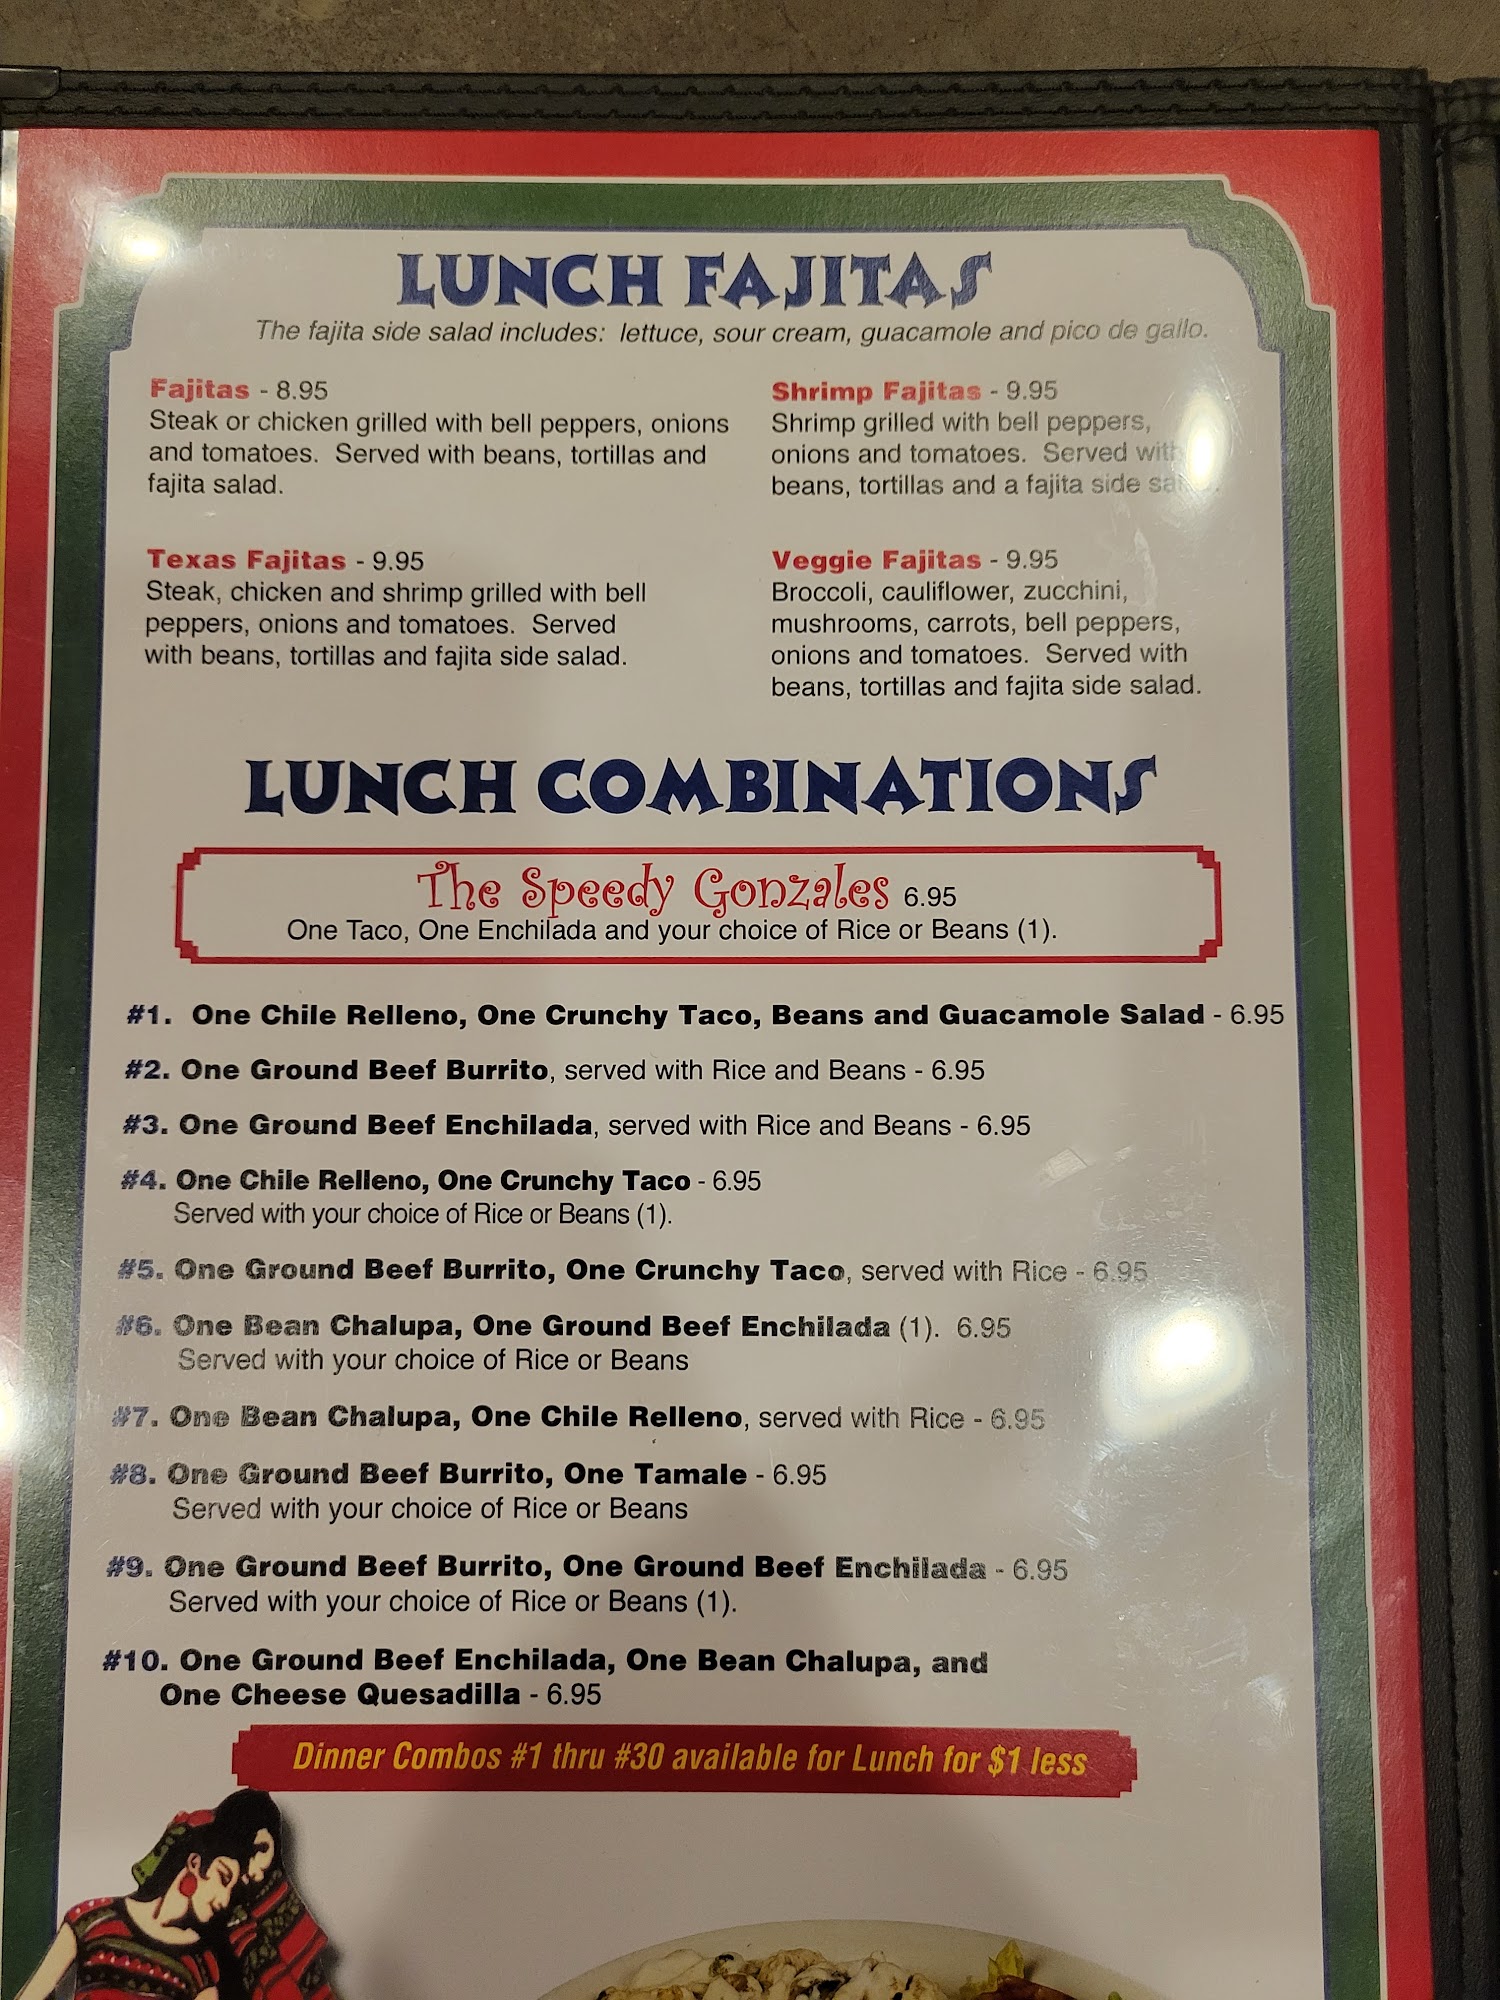 LUNCH FAJITAS
The fajita side salad includes: lettuce, sour cream, guacamole and pico de gallo.
Fajitas - 8.95
Steak or chicken grilled with bell peppers, onions
and tomatoes. Served with beans, tortillas and
fajita salad.
Shrimp Fajitas - 9.95
Shrimp grilled with bell peppers,
onions and tomatoes. Served with
beans, tortillas and a fajita side
Texas Fajitas - 9.95
Steak, chicken and shrimp grilled with bell
peppers, onions and tomatoes. Served
with beans, tortillas and fajita side salad.
Veggie Fajitas - 9.95
Broccoli, cauliflower, zucchini,
mushrooms, carrots, bell peppers,
onions and tomatoes. Served with
beans, tortillas and fajita side salad.
LUNCH COMBINATIONS
The Speedy Gonzales 6.95
One Taco, One Enchilada and your choice of Rice or Beans (1).
#1. One Chile Relleno, One Crunchy Taco, Beans and Guacamole Salad - 6.95
#2. One Ground Beef Burrito, served with Rice and Beans - 6.95
#3. One Ground Beef Enchilada, served with Rice and Beans - 6.95
#4. One Chile Relleno, One Crunchy Taco - 6.95
Served with your choice of Rice or Beans (1).
#5. One Ground Beef Burrito, One Crunchy Taco, served with Rice - 6.95
#6. One Bean Chalupa, One Ground Beef Enchilada (1). 6.95
Served with your choice of Rice or Beans
#7. One Bean Chalupa, One Chile Relleno, served with Rice - 6.95
#8. One Ground Beef Burrito, One Tamale - 6.95
Served with your choice of Rice or Beans
#9. One Ground Beef Burrito, One Ground Beef Enchilada - 6.95
Served with your choice of Rice or Beans (1).
#10. One Ground Beef Enchilada, One Bean Chalupa, and
One Cheese Quesadilla - 6.95
Dinner Combos #1 thru #30 available for Lunch for $1 less